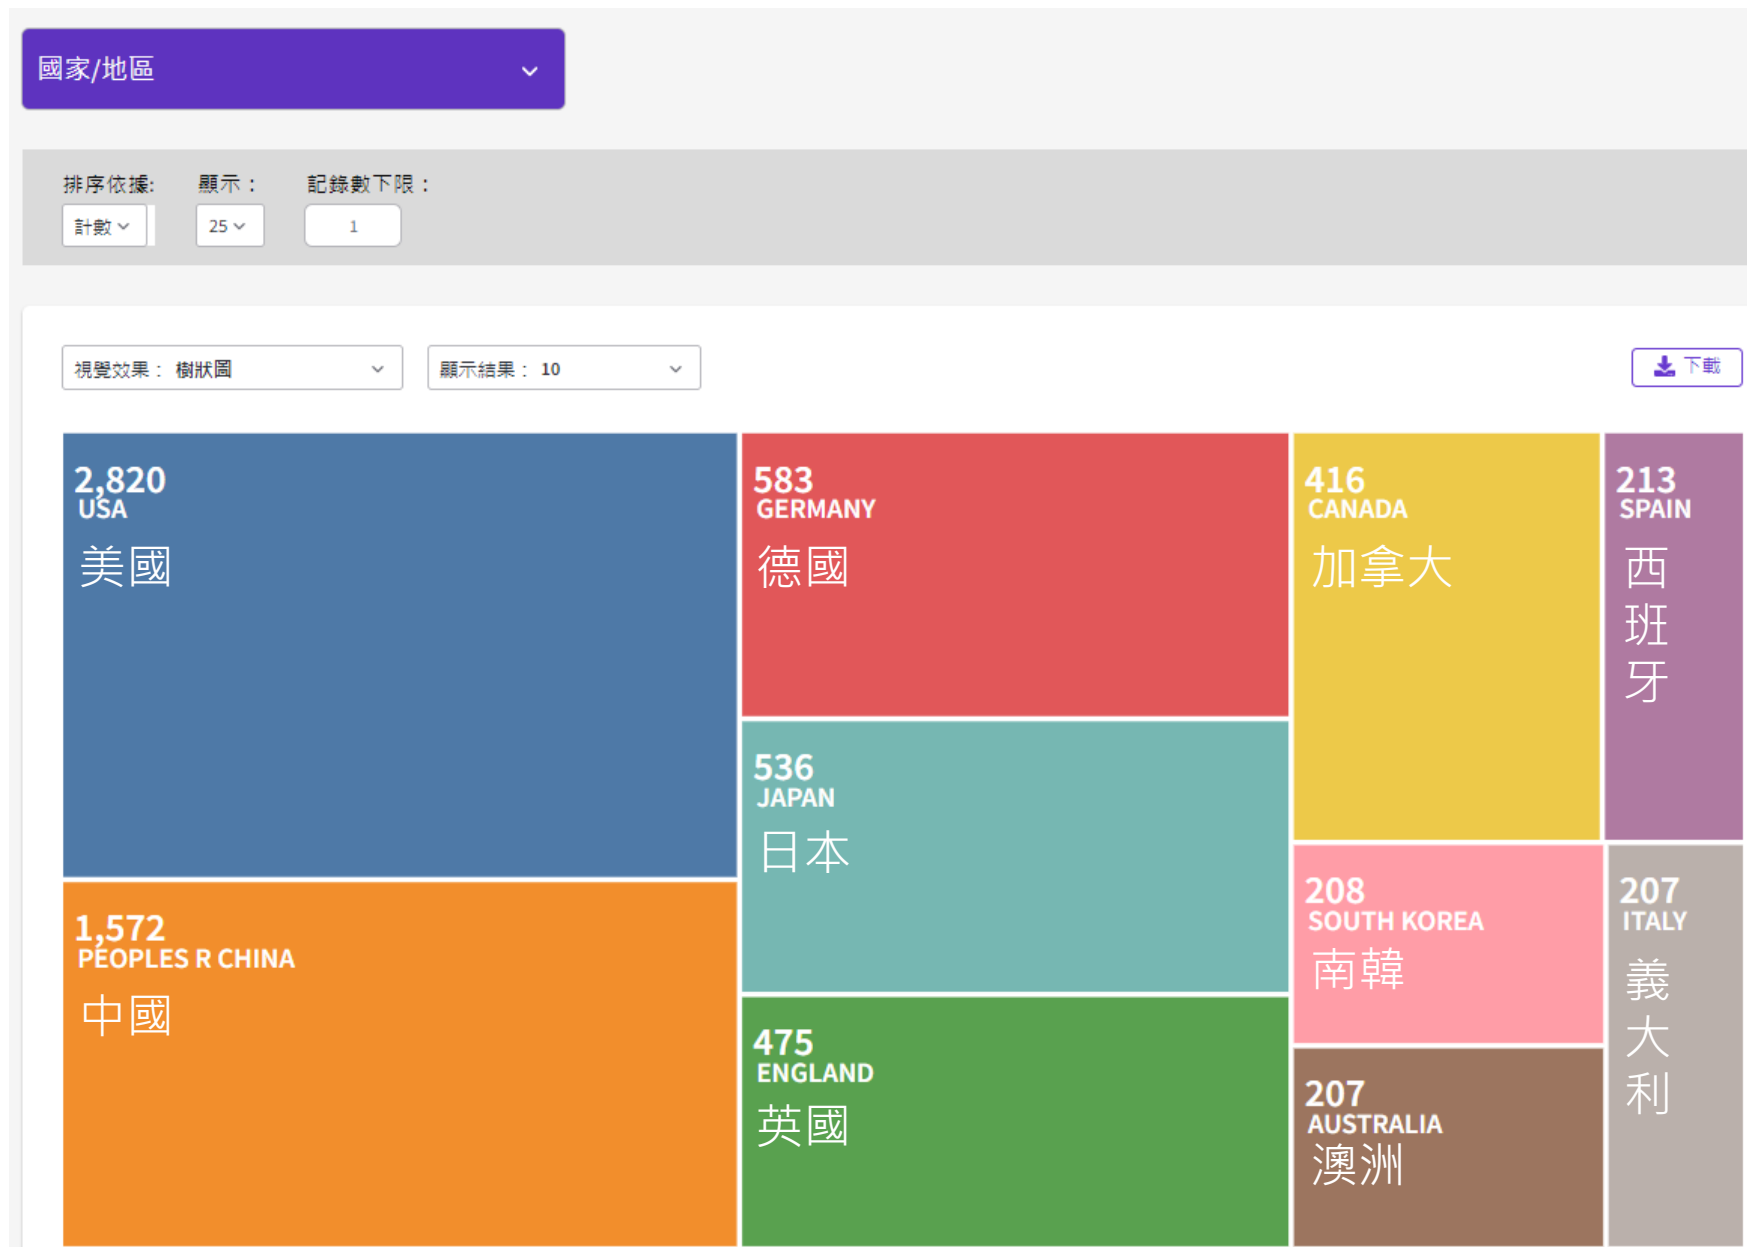 國家/地區
排序依據: 顯示： 記錄數下限：
計數 25 1
視覺效果： 樹狀圖 顯示結果： 10 下載
2,820
USA
美國
1,572
PEOPLES R CHINA
中國
583
GERMANY
德國
536
JAPAN
日本
475
ENGLAND
英國
416
CANADA
加拿大
213
SPAIN
西
班
牙
208
SOUTH KOREA
南韓
207
AUSTRALIA
澳洲
207
ITALY
義
大
利